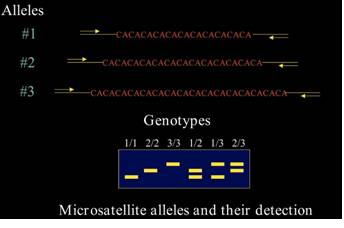 Alleles
#1 CACACACACACACACACACA
#2 CACACACACACACACACACACACA
#3 CACACACACACACACACACACACACACACA
Genotypes
1/1 2/2 3/3 1/2 1/3 2/3
Microsatellite alleles and their detection